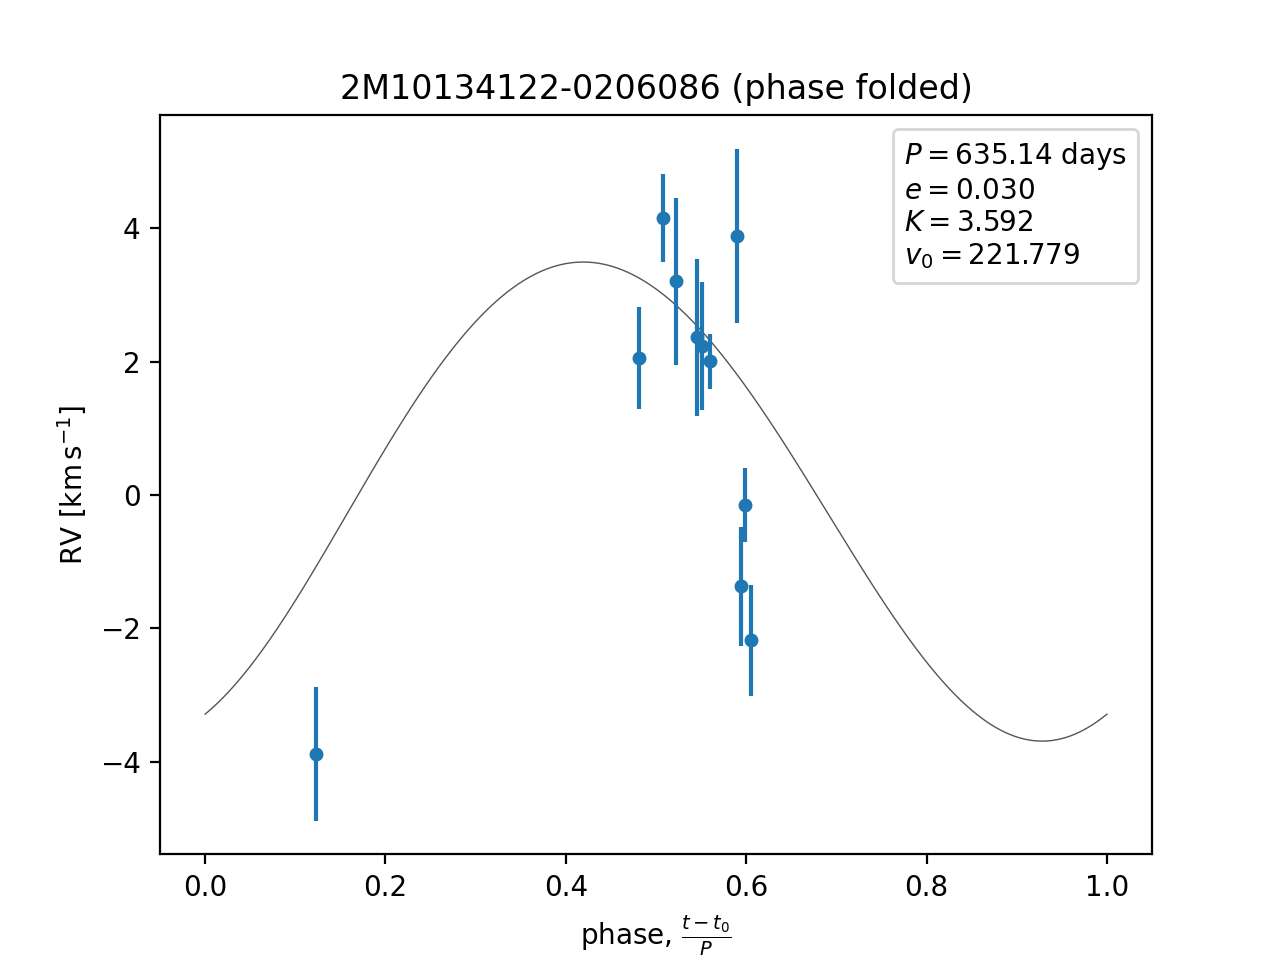 2M10134122-0206086 (phase folded)
P = 635.14 days
e = 0.030
K = 3.592
v₀ = 221.779
RV [km s⁻¹]
4
2
0
−2
−4
0.0 0.2 0.4 0.6 0.8 1.0
phase, (t − t₀)/P